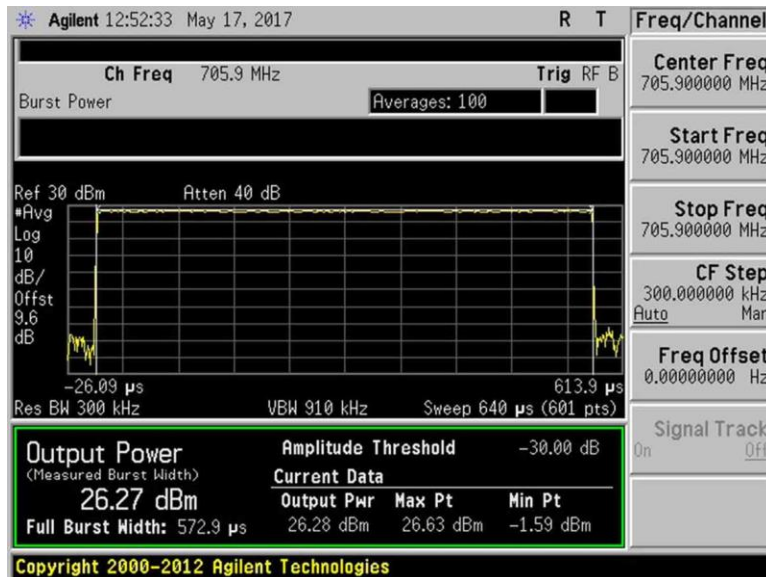 Agilent 12:52:33 May 17, 2017 R T
Freq/Channel
Ch Freq 705.9 MHz Trig RF B
Burst Power Averages: 100
Center Freq
705.900000 MHz
Start Freq
705.900000 MHz
Stop Freq
705.900000 MHz
CF Step
300.000000 kHz
Auto Man
Freq Offset
0.00000000 Hz
Signal Track
On Off
Ref 30 dBm Atten 40 dB
#Avg
Log
10
dB/
Offst
9.6
dB
-26.09 µs 613.9 µs
Res BW 300 kHz VBW 910 kHz Sweep 640 µs (601 pts)
Output Power
(Measured Burst Width)
26.27 dBm
Full Burst Width: 572.9 µs
Amplitude Threshold -30.00 dB
Current Data
Output Pwr Max Pt Min Pt
26.28 dBm 26.63 dBm -1.59 dBm
Copyright 2000-2012 Agilent Technologies